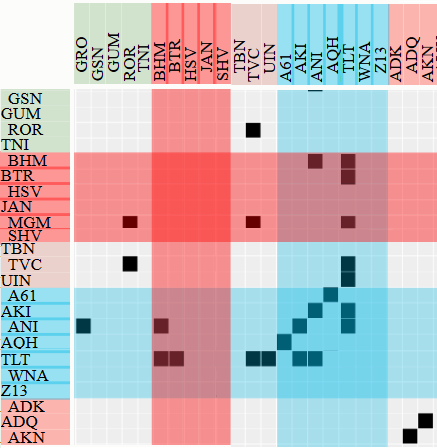 GRO
GSN
GUM
ROR
TNI
BHM
BTR
HSV
JAN
SHV
TBN
TVC
UIN
A61
AKI
ANI
AQH
TLT
WNA
Z13
ADK
ADQ
AKN
GSN
GUM
ROR
TNI
BHM
BTR
HSV
JAN
MGM
SHV
TBN
TVC
UIN
A61
AKI
ANI
AQH
TLT
WNA
Z13
ADK
ADQ
AKN